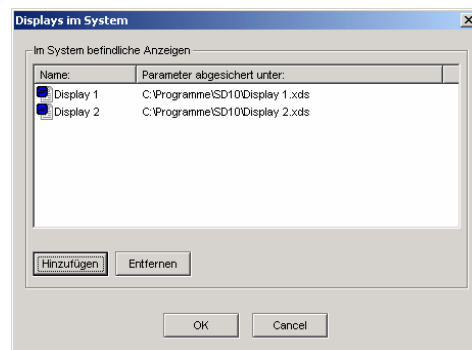 Displays im System
Im System befindliche Anzeigen
Name: Parameter abgesichert unter:
Display 1 C:\Programme\SD10\Display 1.xds
Display 2 C:\Programme\SD10\Display 2.xds
Hinzufügen Entfernen
OK Cancel